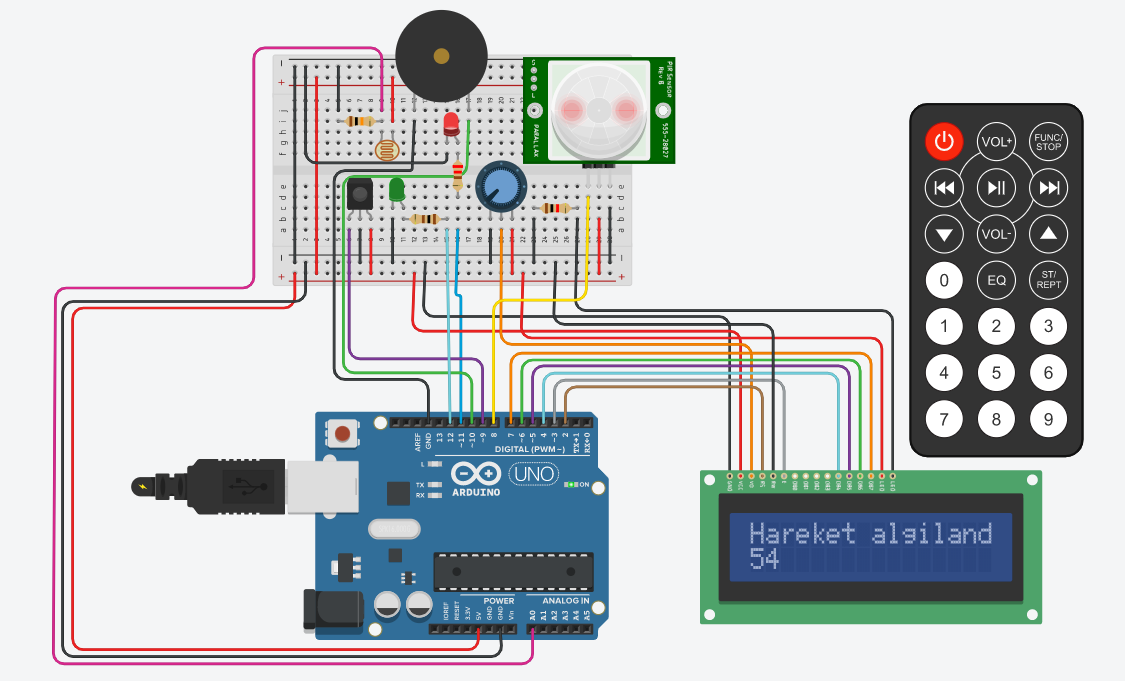 PIR Sensor
Rev B
555-28027
PARALLAX
j
i
h
g
f
e
d
c
b
a
VOL+
FUNC/
STOP
VOL-
0
EQ
ST/
REPT
1
2
3
4
5
6
7
8
9
AREF
GND
13
12
~11
~10
~9
8
7
~6
~5
4
~3
2
TX→1
RX←0
DIGITAL (PWM~)
L
TX
RX
UNO
ON
ARDUINO
POWER
ANALOG IN
IOREF
RESET
3.3V
5V
GND
GND
Vin
A0
A1
A2
A3
A4
A5
Hareket algiland
54